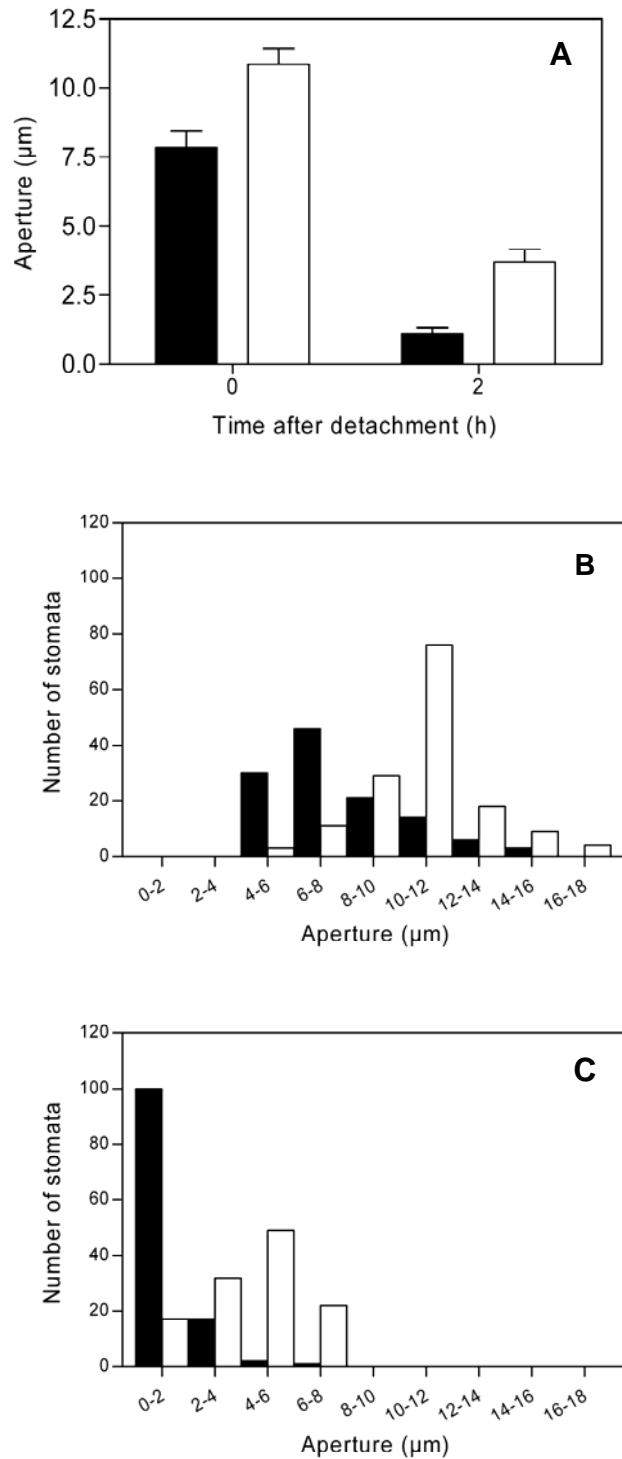 A
12.5
10.0
7.5
5.0
2.5
0.0
Aperture (µm)
0 2
Time after detachment (h)
B
120
100
80
60
40
20
0
Number of stomata
0-2 2-4 4-6 6-8 8-10 10-12 12-14 14-16 16-18
Aperture (µm)
C
120
100
80
60
40
20
0
Number of stomata
0-2 2-4 4-6 6-8 8-10 10-12 12-14 14-16 16-18
Aperture (µm)